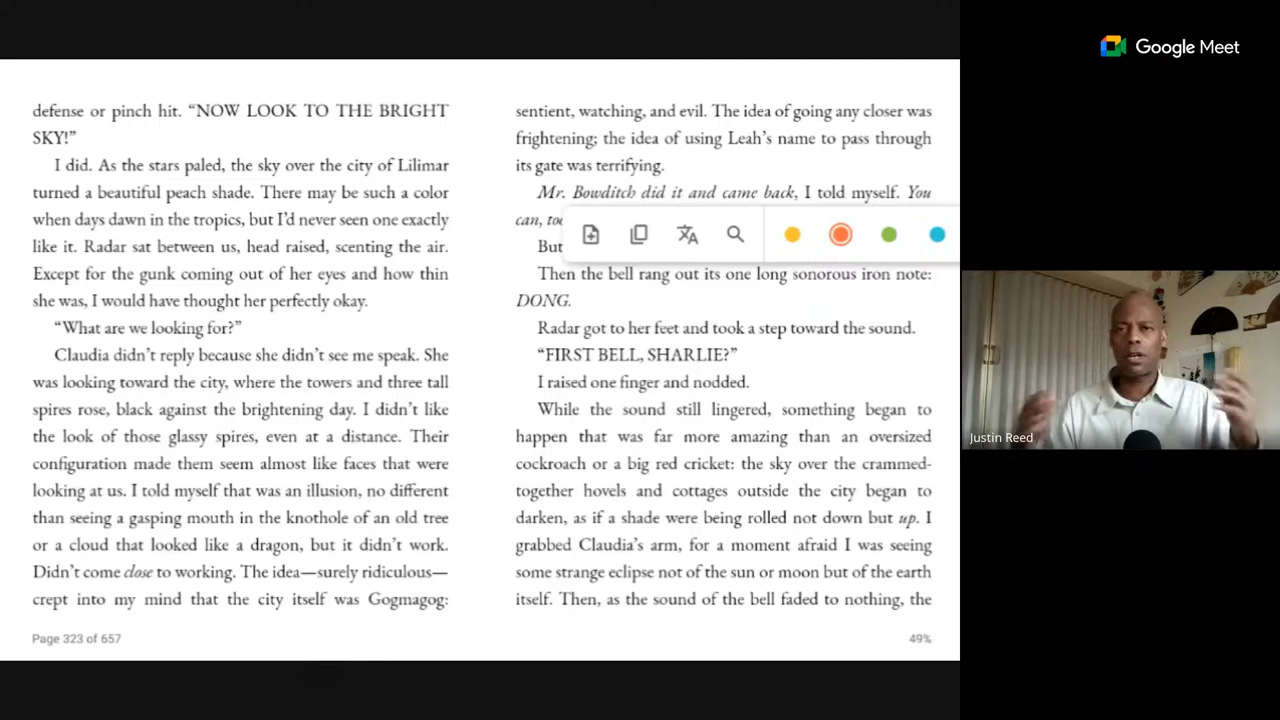 Google Meet
defense or pinch hit. “NOW LOOK TO THE BRIGHT
SKY!”
I did. As the stars paled, the sky over the city of Lilimar
turned a beautiful peach shade. There may be such a color
when days dawn in the tropics, but I’d never seen one exactly
like it. Radar sat between us, head raised, scenting the air.
Except for the gunk coming out of her eyes and how thin
she was, I would have thought her perfectly okay.
“What are we looking for?”
Claudia didn’t reply because she didn’t see me speak. She
was looking toward the city, where the towers and three tall
spires rose, black against the brightening day. I didn’t like
the look of those glassy spires, even at a distance. Their
configuration made them seem almost like faces that were
looking at us. I told myself that was an illusion, no different
than seeing a gasping mouth in the knothole of an old tree
or a cloud that looked like a dragon, but it didn’t work.
Didn’t come close to working. The idea—surely ridiculous—
crept into my mind that the city itself was Gogmagog:
Page 323 of 657
sentient, watching, and evil. The idea of going any closer was
frightening; the idea of using Leah’s name to pass through
its gate was terrifying.
Mr. Bowditch did it and came back, I told myself. You
can, too
But
Then the bell rang out its one long sonorous iron note:
DONG.
Radar got to her feet and took a step toward the sound.
“FIRST BELL, SHARLIE?”
I raised one finger and nodded.
While the sound still lingered, something began to
happen that was far more amazing than an oversized
cockroach or a big red cricket: the sky over the crammed-
together hovels and cottages outside the city began to
darken, as if a shade were being rolled not down but up. I
grabbed Claudia’s arm, for a moment afraid I was seeing
some strange eclipse not of the sun or moon but of the earth
itself. Then, as the sound of the bell faded to nothing, the
49%
Justin Reed